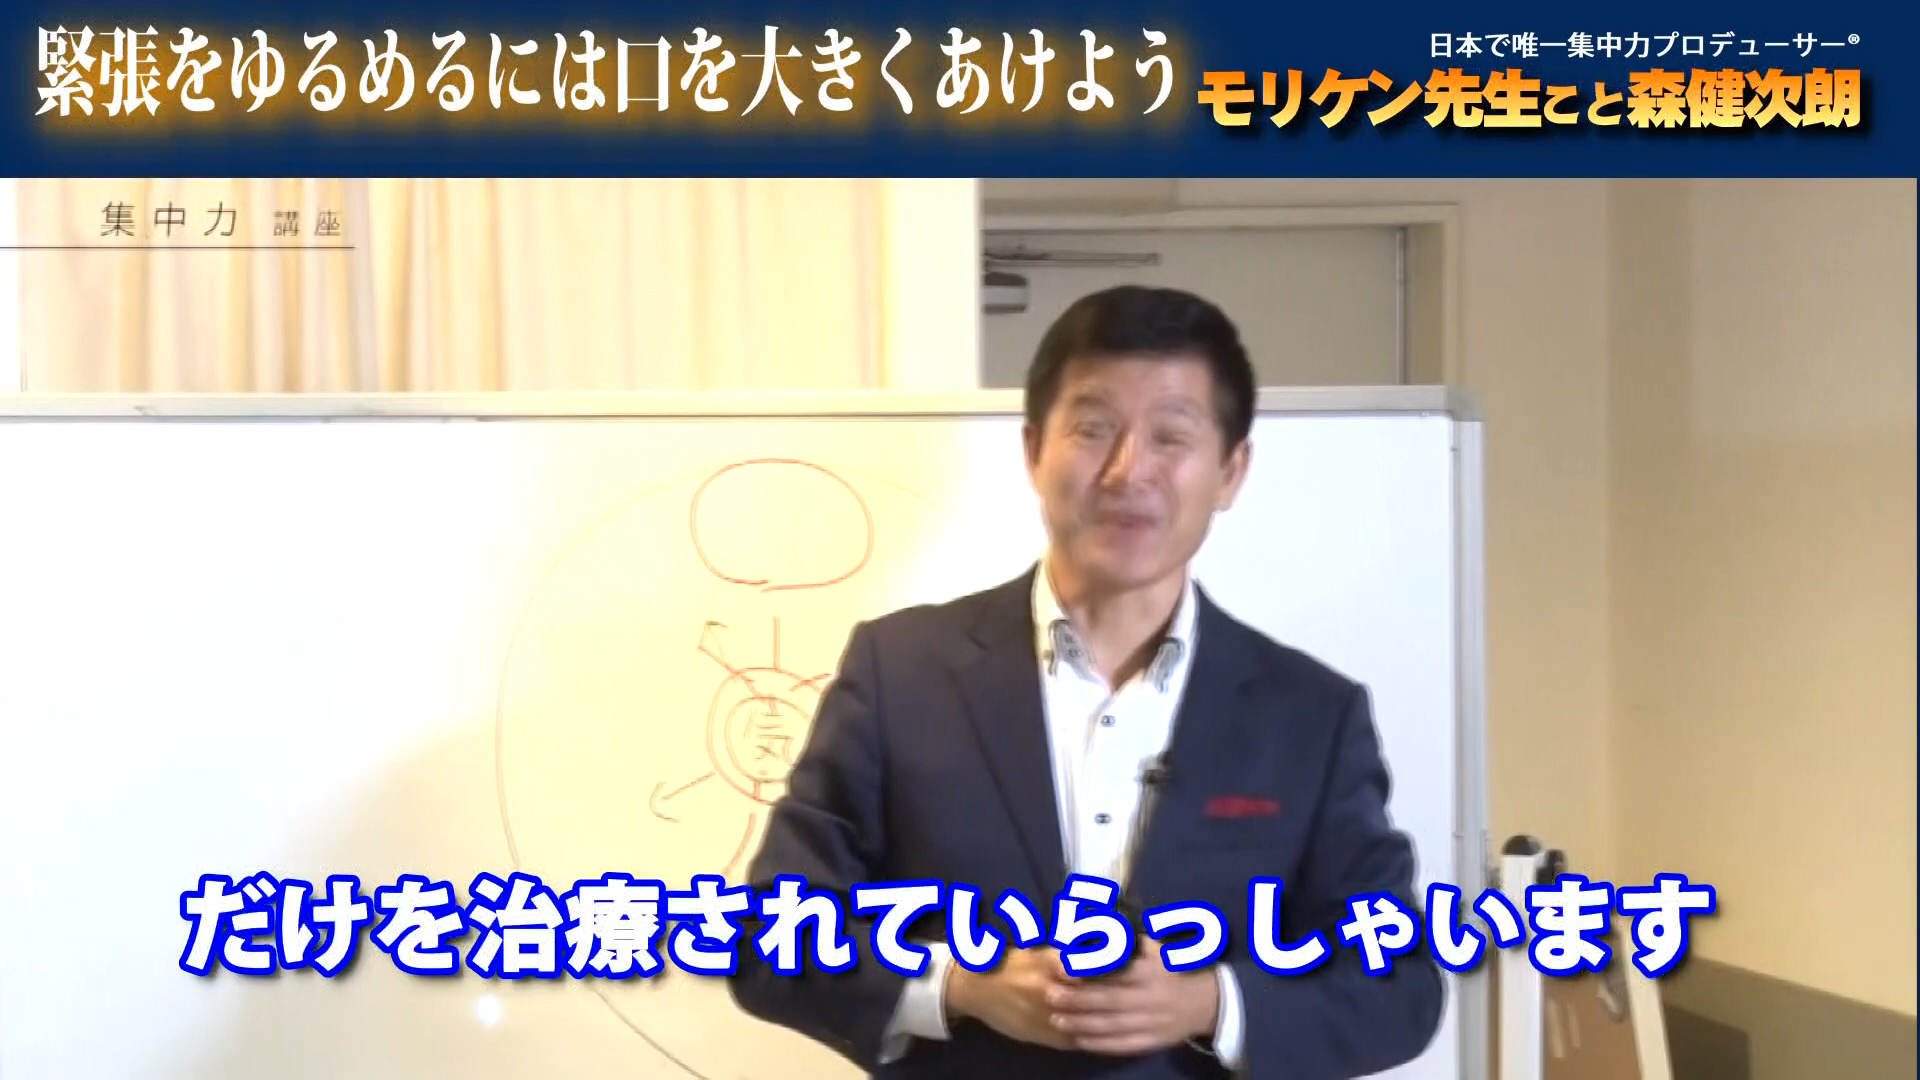 緊張をゆるめるには口を大きくあけよう
日本で唯一集中力プロデューサー®
モリケン先生こと森健次朗
集中力 講座
気
だけを治療されていらっしゃいます